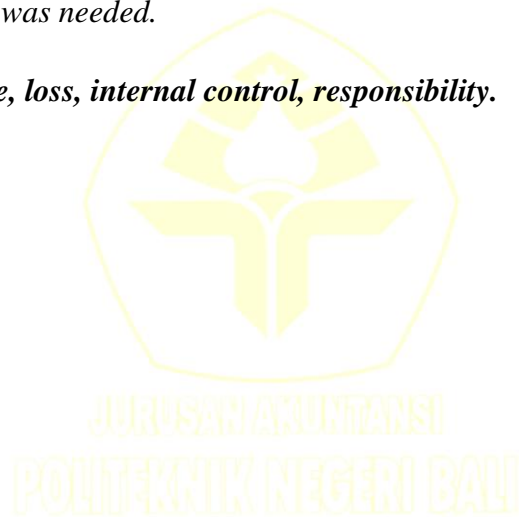 was needed.
e, loss, internal control, responsibility.
JURUSAN AKUNTANSI
POLITEKNIK NEGERI BALI